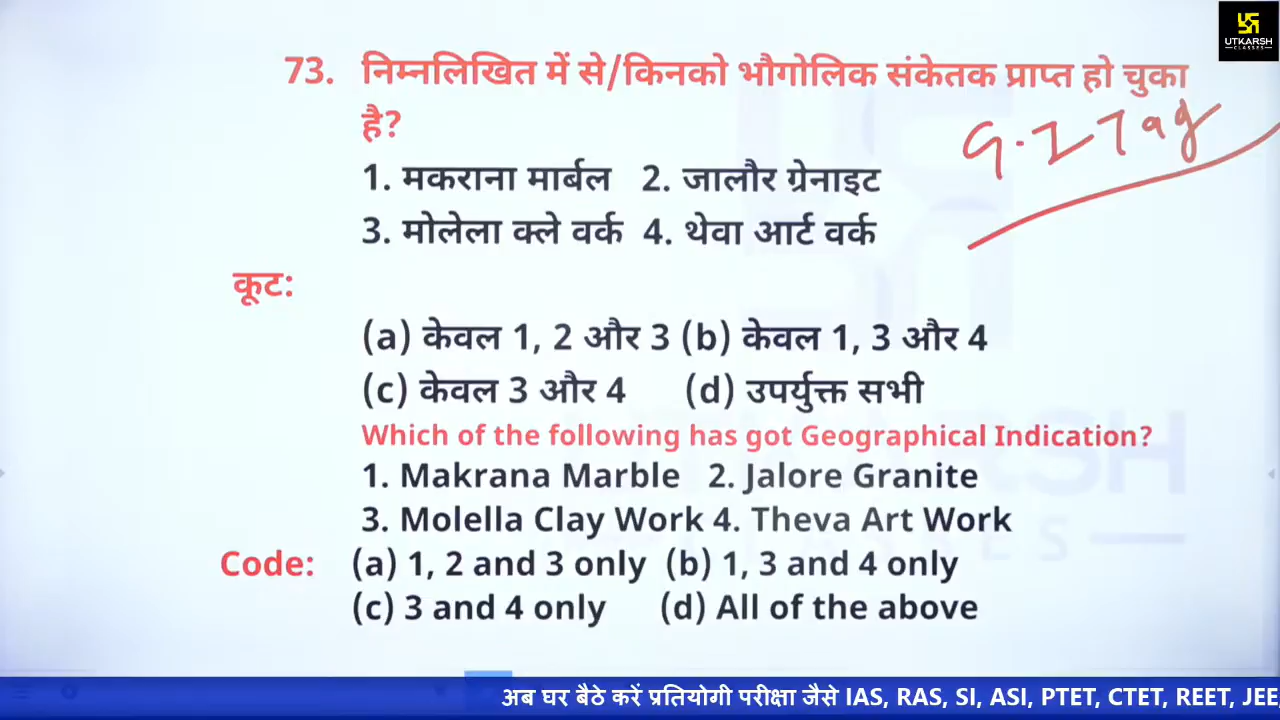 UTKARSH
CLASSES
73. निम्नलिखित में से/किनको भौगोलिक संकेतक प्राप्त हो चुका
है?
G.I Tag
1. मकराना मार्बल 2. जालौर ग्रेनाइट
3. मोलेला क्ले वर्क 4. थेवा आर्ट वर्क
कूट:
(a) केवल 1, 2 और 3 (b) केवल 1, 3 और 4
(c) केवल 3 और 4 (d) उपर्युक्त सभी
Which of the following has got Geographical Indication?
1. Makrana Marble 2. Jalore Granite
3. Molella Clay Work 4. Theva Art Work
Code: (a) 1, 2 and 3 only (b) 1, 3 and 4 only
(c) 3 and 4 only (d) All of the above
अब घर बैठे करें प्रतियोगी परीक्षा जैसे IAS, RAS, SI, ASI, PTET, CTET, REET, JEE,